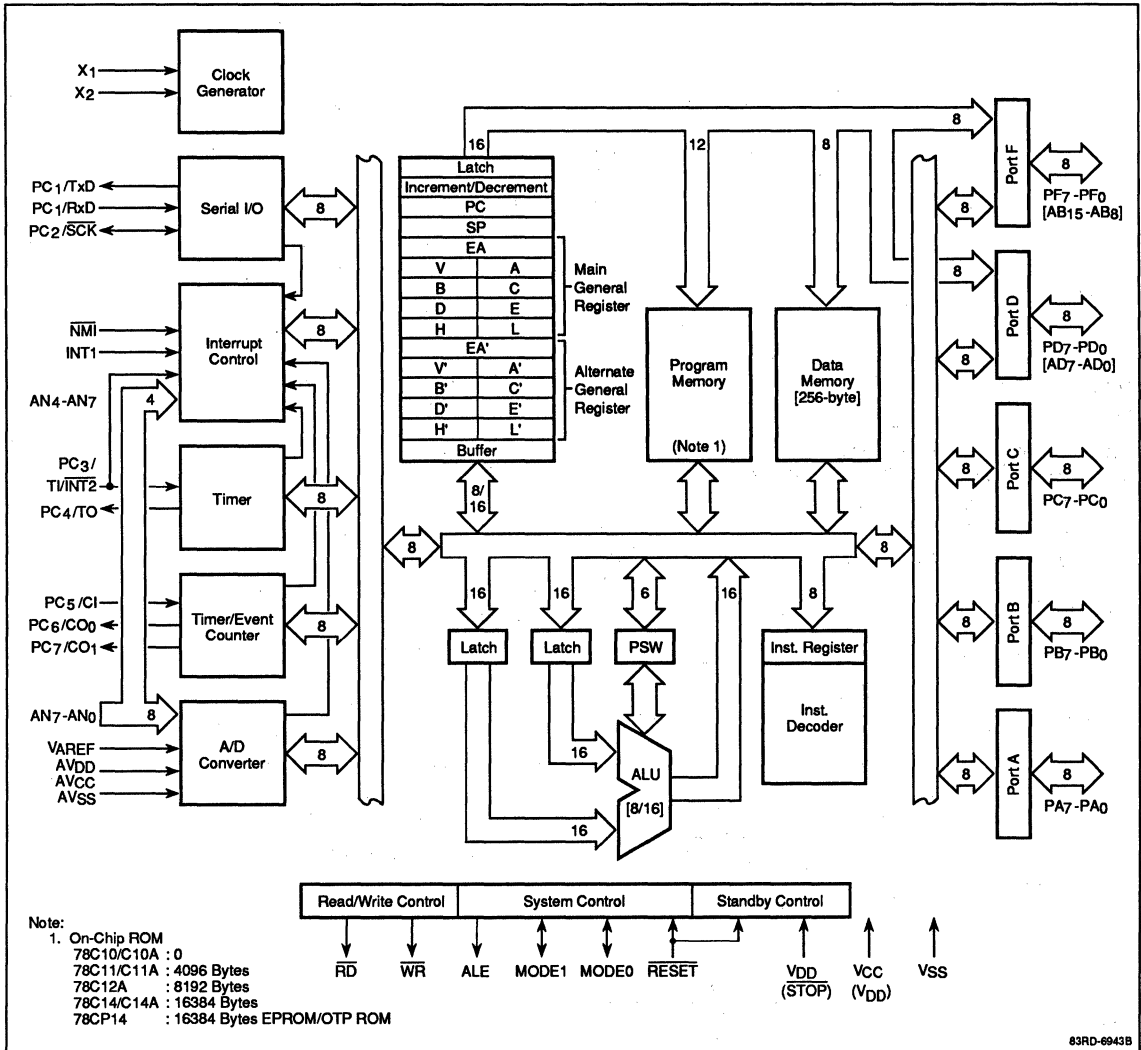 X1
X2
Clock
Generator
PC1/TxD
PC1/RxD
PC2/SCK
Serial I/O
8
NMI
INT1
AN4-AN7
4
Interrupt
Control
8
PC3/
TI/INT2
PC4/TO
Timer
8
PC5/CI
PC6/CO0
PC7/CO1
Timer/Event
Counter
8
AN7-AN0
8
VAREF
AVDD
AVCC
AVSS
A/D
Converter
8
16
12
8
8
Latch
Increment/Decrement
PC
SP
EA
V A
B C
D E
H L
Main
General
Register
EA'
V' A'
B' C'
D' E'
H' L'
Alternate
General
Register
Buffer
8/
16
Program
Memory
(Note 1)
Data
Memory
[256-byte]
8
8
16
16
6
16
8
Latch
Latch
PSW
Inst. Register
Inst.
Decoder
16
16
ALU
[8/16]
8
Port F
8
PF7-PF0
[AB15-AB8]
8
8
Port D
8
PD7-PD0
[AD7-AD0]
8
Port C
8
PC7-PC0
8
Port B
8
PB7-PB0
8
Port A
8
PA7-PA0
Read/Write Control
System Control
Standby Control
RD
WR
ALE
MODE1
MODE0
RESET
VDD
(STOP)
VCC
(VDD)
VSS
Note:
1. On-Chip ROM
78C10/C10A : 0
78C11/C11A : 4096 Bytes
78C12A : 8192 Bytes
78C14/C14A : 16384 Bytes
78CP14 : 16384 Bytes EPROM/OTP ROM
83RD-6943B